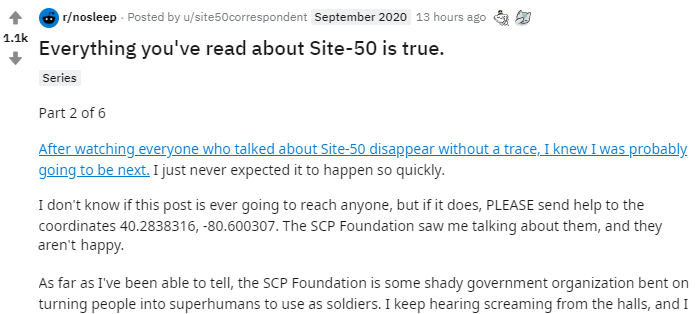 r/nosleep · Posted by u/site50correspondent September 2020 13 hours ago
1.1k
Everything you've read about Site-50 is true.
Series
Part 2 of 6
After watching everyone who talked about Site-50 disappear without a trace, I knew I was probably
going to be next. I just never expected it to happen so quickly.
I don't know if this post is ever going to reach anyone, but if it does, PLEASE send help to the
coordinates 40.2838316, -80.600307. The SCP Foundation saw me talking about them, and they
aren't happy.
As far as I've been able to tell, the SCP Foundation is some shady government organization bent on
turning people into superhumans to use as soldiers. I keep hearing screaming from the halls, and I